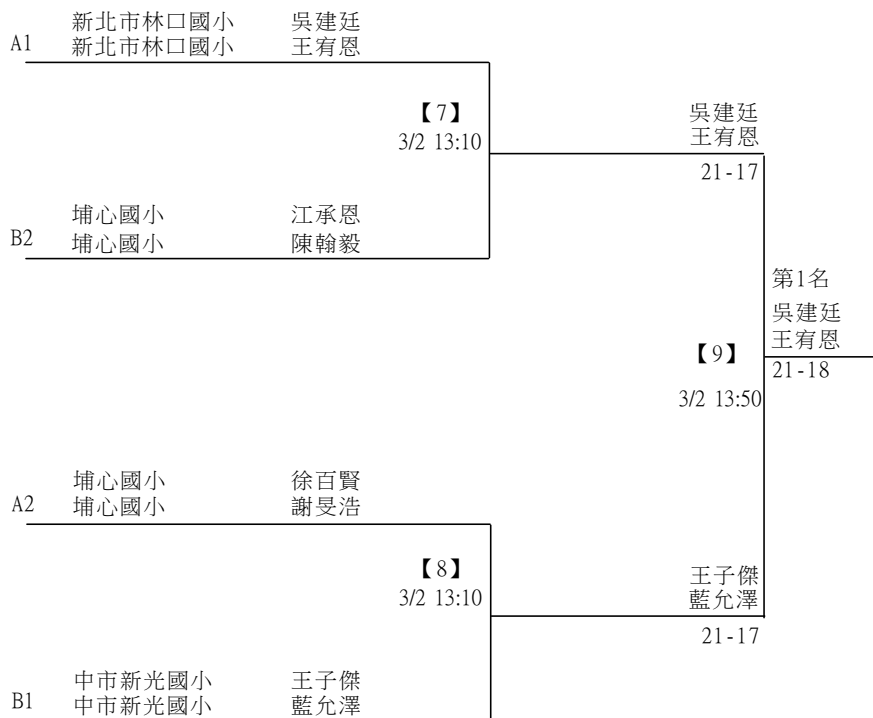 A1 新北市林口國小 吳建廷
新北市林口國小 王宥恩
【7】
3/2 13:10
吳建廷
王宥恩
21-17
B2 埔心國小 江承恩
埔心國小 陳翰毅
第1名
吳建廷
王宥恩
21-18
【9】
3/2 13:50
A2 埔心國小 徐百賢
埔心國小 謝旻浩
【8】
3/2 13:10
王子傑
藍允澤
21-17
B1 中市新光國小 王子傑
中市新光國小 藍允澤